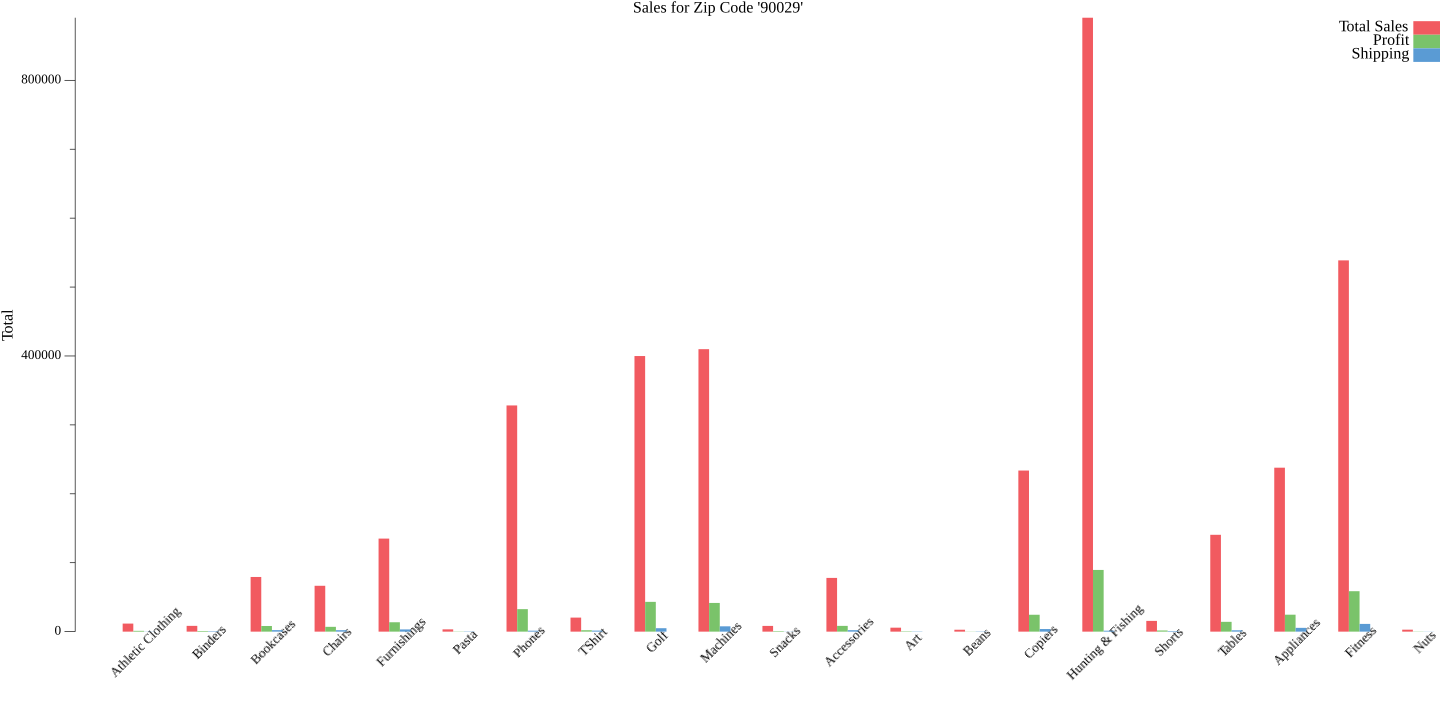 Sales for Zip Code '90029'
Total Sales
Profit
Shipping
800000
400000
0
Total
Athletic Clothing
Binders
Bookcases
Chairs
Furnishings
Pasta
Phones
TShirt
Golf
Machines
Snacks
Accessories
Art
Beans
Copiers
Hunting & Fishing
Shorts
Tables
Appliances
Fitness
Nuts